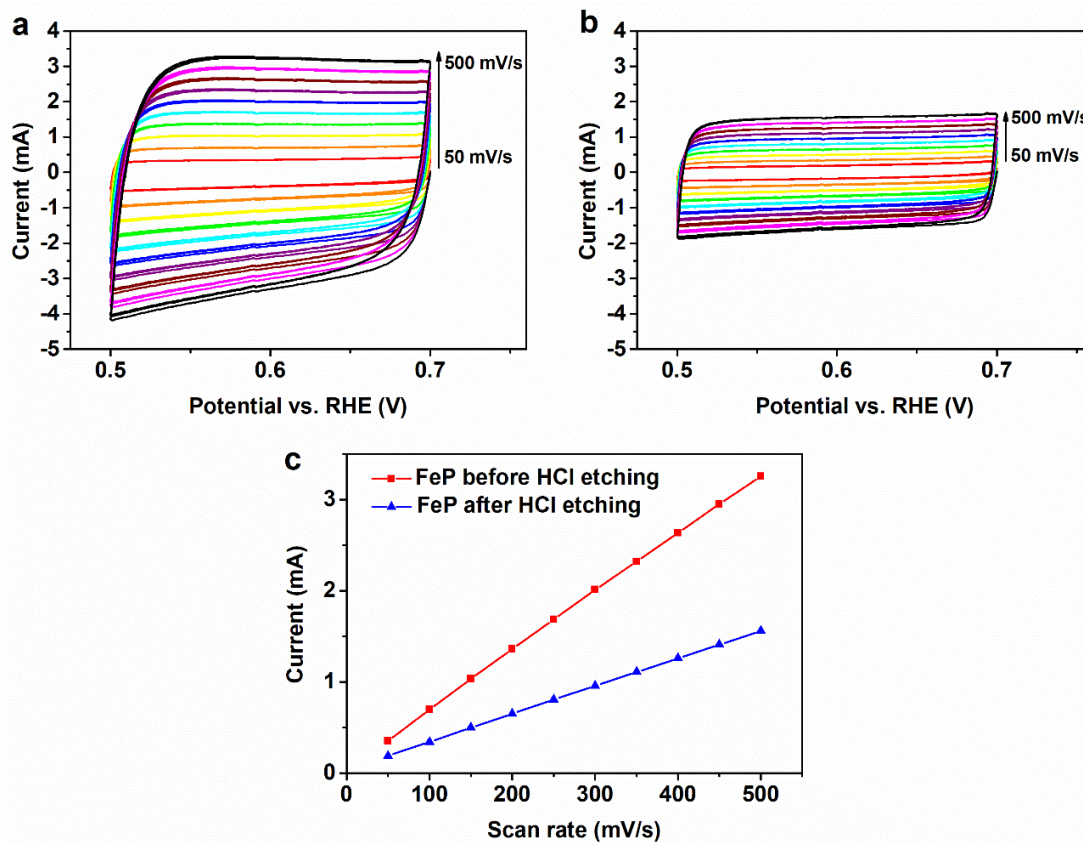 a
4
3
2
1
0
-1
-2
-3
-4
-5
Current (mA)
500 mV/s
50 mV/s
0.5
0.6
0.7
Potential vs. RHE (V)
b
4
3
2
1
0
-1
-2
-3
-4
-5
Current (mA)
500 mV/s
50 mV/s
0.5
0.6
0.7
Potential vs. RHE (V)
c
FeP before HCl etching
FeP after HCl etching
3
2
1
0
Current (mA)
0
100
200
300
400
500
Scan rate (mV/s)